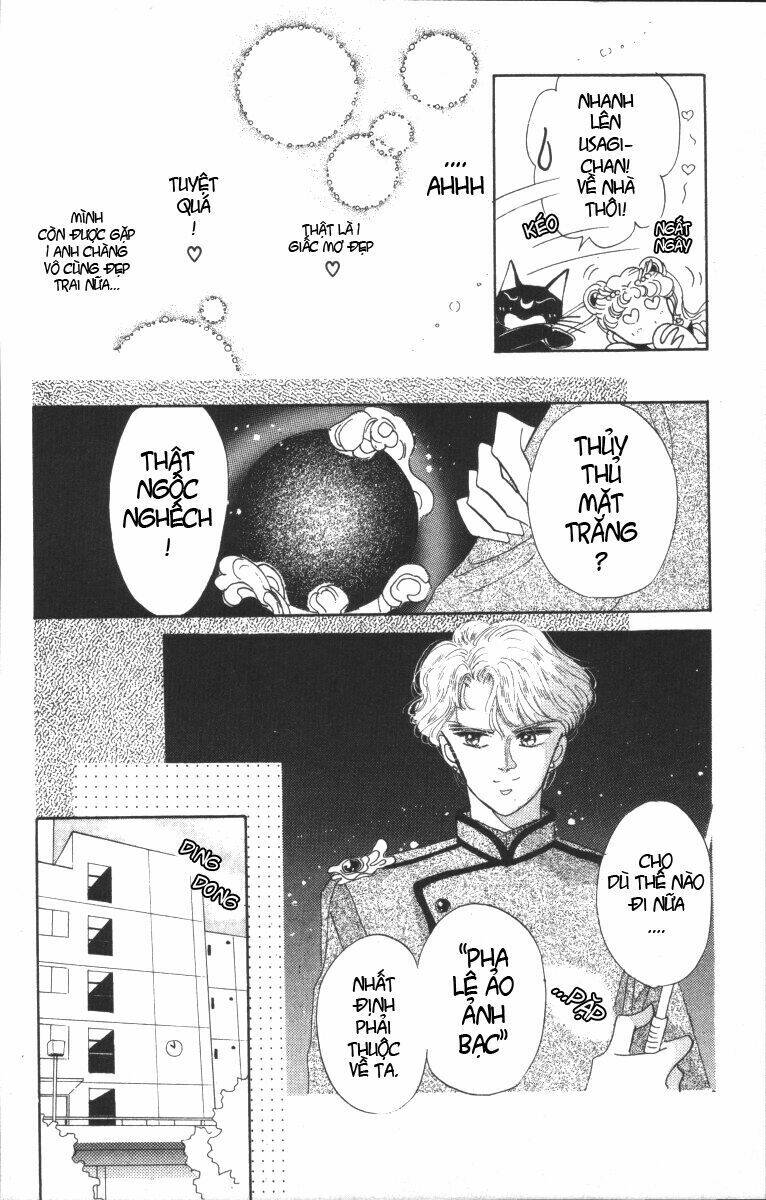 NHANH
LÊN
USAGI-
CHAN!
VỀ NHÀ
THÔI!
KÉO
NGẤT
NGÂY
....
AHHH
THẬT LÀ 1
GIẤC MƠ ĐẸP
♡
TUYỆT
QUÁ
!
♡
MÌNH
CÒN ĐƯỢC GẶP
1 ANH CHÀNG
VÔ CÙNG ĐẸP
TRAI NỮA...
THỦY
THỦ
MẶT
TRĂNG
?
THẬT
NGỐC
NGHẾCH
!
CHO
DÙ THẾ NÀO
ĐI NỮA
....
...DẶP
"PHA
LÊ ẢO
ẢNH
BẠC"
NHẤT
ĐỊNH
PHẢI
THUỘC
VỀ TA.
DING
DONG